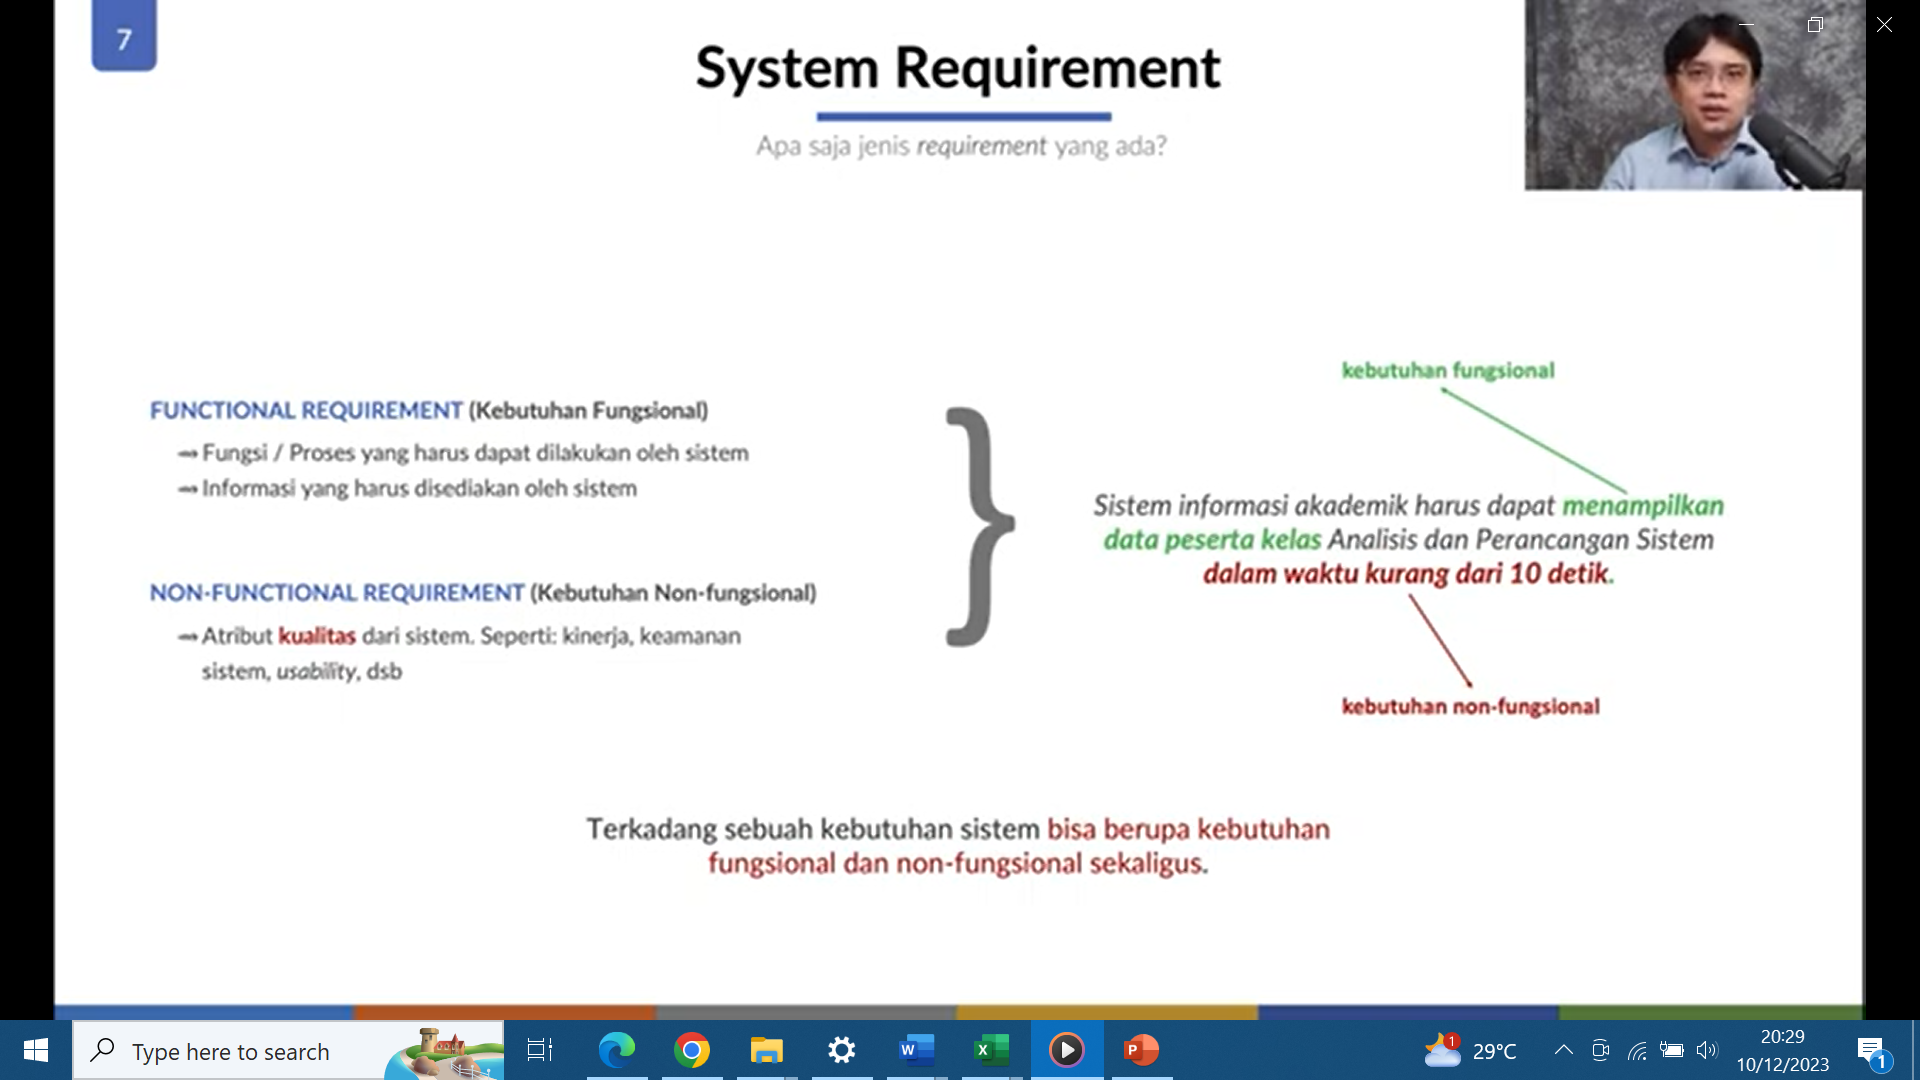 7
System Requirement
Apa saja jenis requirement yang ada?
FUNCTIONAL REQUIREMENT (Kebutuhan Fungsional)
→ Fungsi / Proses yang harus dapat dilakukan oleh sistem
→ Informasi yang harus disediakan oleh sistem
NON-FUNCTIONAL REQUIREMENT (Kebutuhan Non-fungsional)
→ Atribut kualitas dari sistem. Seperti: kinerja, keamanan
sistem, usability, dsb
kebutuhan fungsional
Sistem informasi akademik harus dapat menampilkan
data peserta kelas Analisis dan Perancangan Sistem
dalam waktu kurang dari 10 detik.
kebutuhan non-fungsional
Terkadang sebuah kebutuhan sistem bisa berupa kebutuhan
fungsional dan non-fungsional sekaligus.
Type here to search
W
X
P
1
29°C
20:29
10/12/2023
1